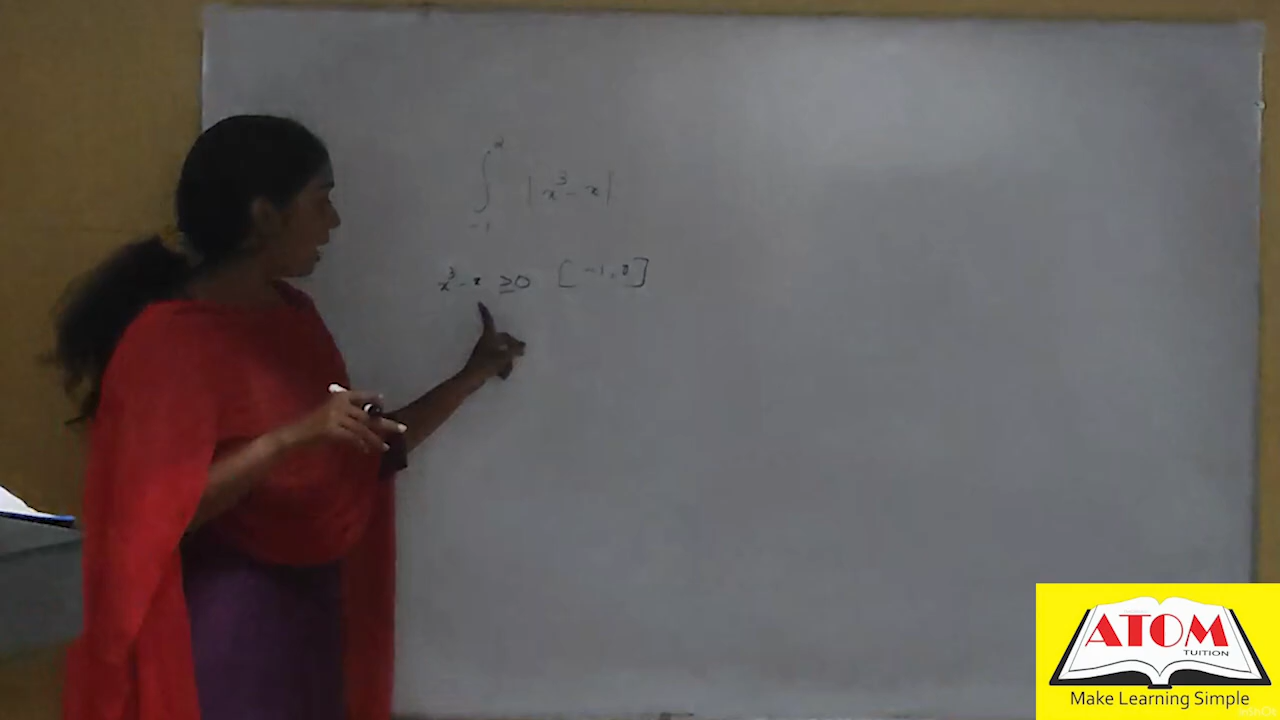 ∫ -1 2 |x³ - x|
x³ - x ≥ 0 [-1, 0]
ATOM
TUITION
Make Learning Simple